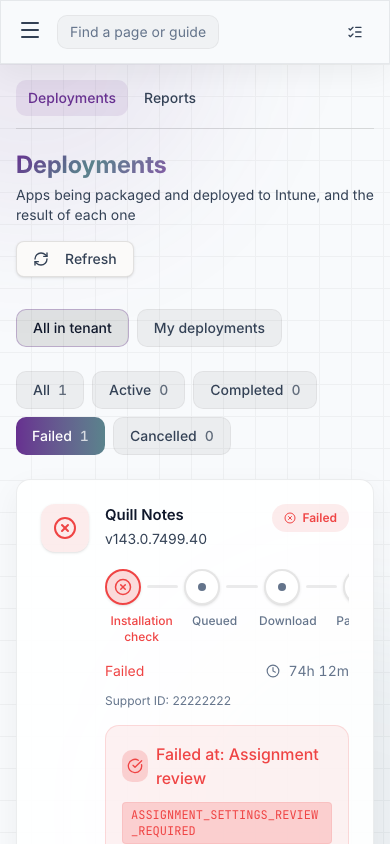 Find a page or guide
Deployments
Reports
Deployments
Apps being packaged and deployed to Intune, and the
result of each one
Refresh
All in tenant
My deployments
All 1
Active 0
Completed 0
Failed 1
Cancelled 0
Quill Notes
Failed
v143.0.7499.40
Installation
check
Queued
Download
Pa
Failed
74h 12m
Support ID: 22222222
Failed at: Assignment
review
ASSIGNMENT_SETTINGS_REVIEW
_REQUIRED